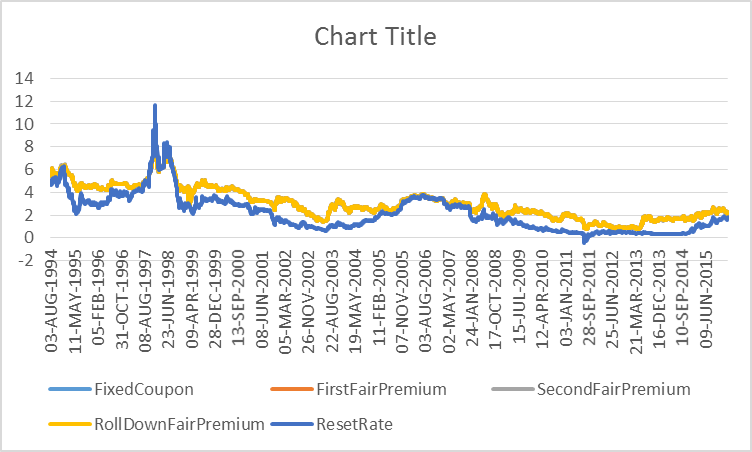 Chart Title
14
12
10
8
6
4
2
0
-2
03-AUG-1994
11-MAY-1995
05-FEB-1996
31-OCT-1996
08-AUG-1997
23-JUN-1998
09-APR-1999
28-DEC-1999
13-SEP-2000
08-JUN-2001
05-MAR-2002
26-NOV-2002
22-AUG-2003
18-MAY-2004
11-FEB-2005
07-NOV-2005
03-AUG-2006
02-MAY-2007
24-JAN-2008
17-OCT-2008
15-JUL-2009
12-APR-2010
03-JAN-2011
28-SEP-2011
25-JUN-2012
21-MAR-2013
16-DEC-2013
10-SEP-2014
09-JUN-2015
FixedCoupon FirstFairPremium SecondFairPremium
RollDownFairPremium ResetRate